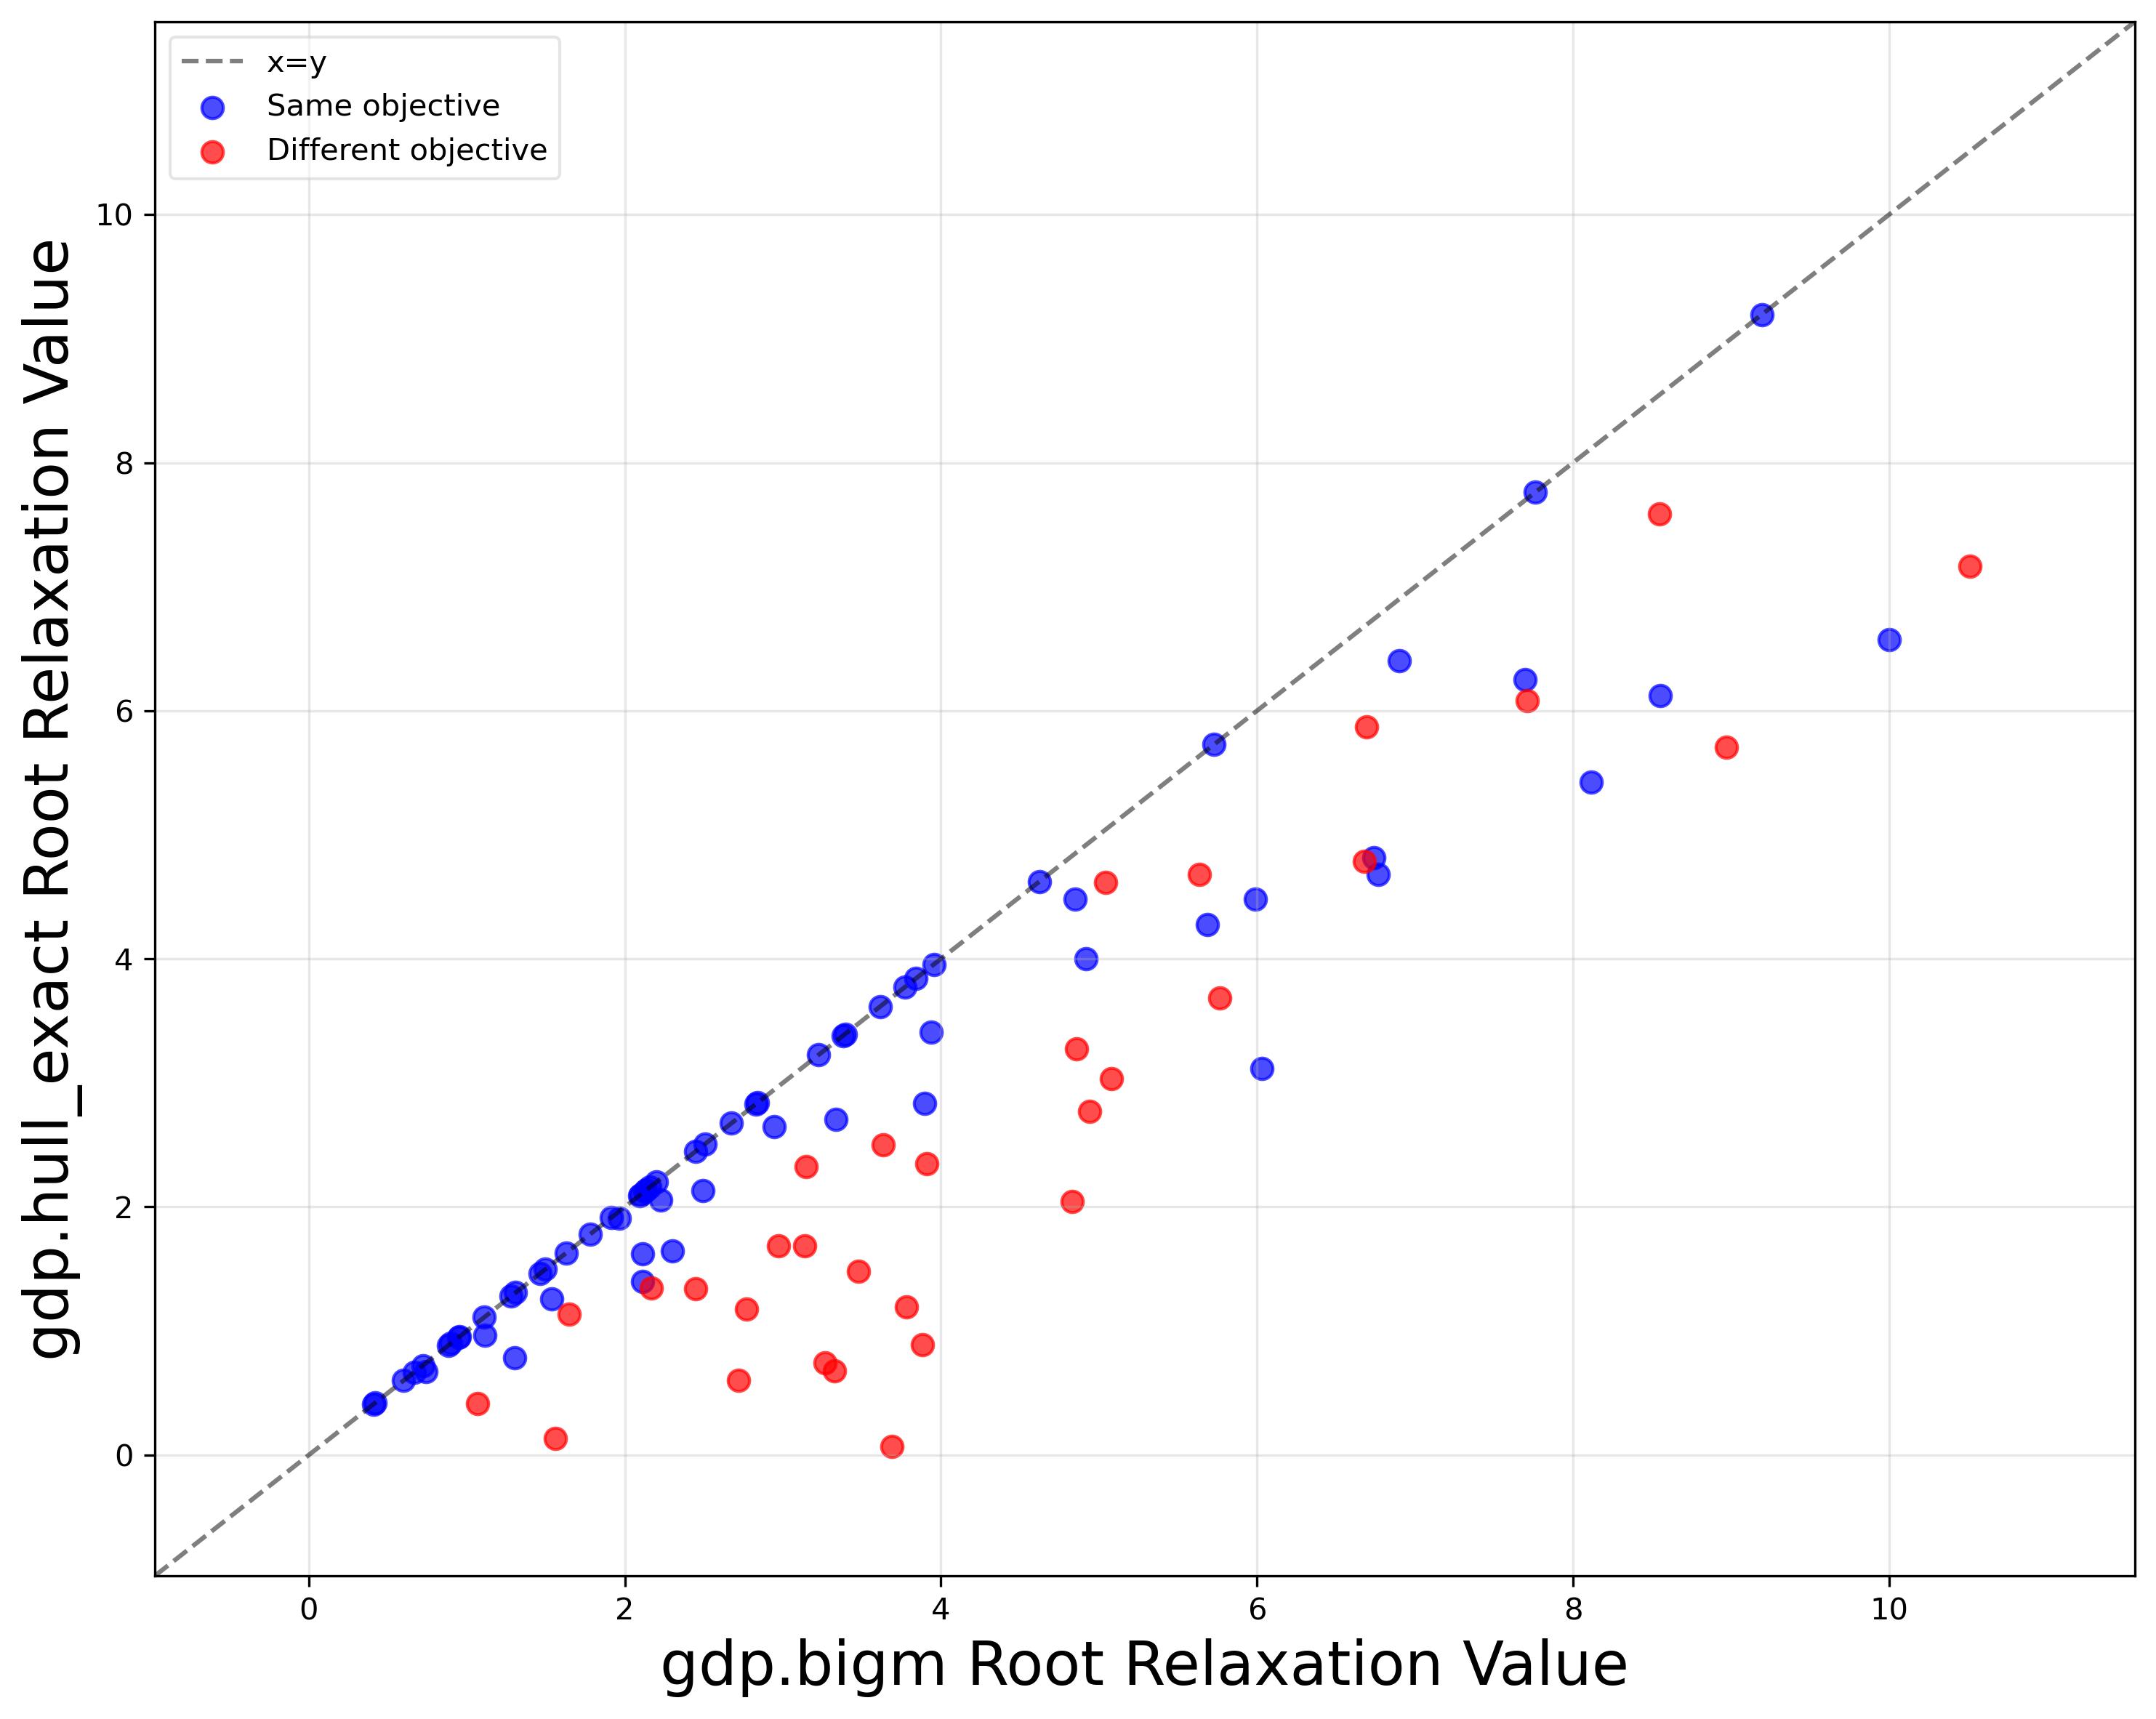 x=y
Same objective
Different objective
gdp.hull_exact Root Relaxation Value
10
8
6
4
2
0
0 2 4 6 8 10
gdp.bigm Root Relaxation Value